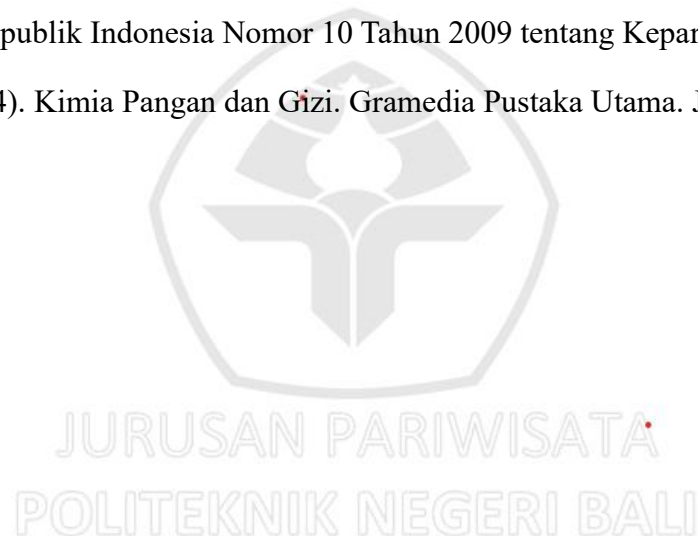 publik Indonesia Nomor 10 Tahun 2009 tentang Kepar
4). Kimia Pangan dan Gizi. Gramedia Pustaka Utama. J
JURUSAN PARIWISATA
POLITEKNIK NEGERI BALI